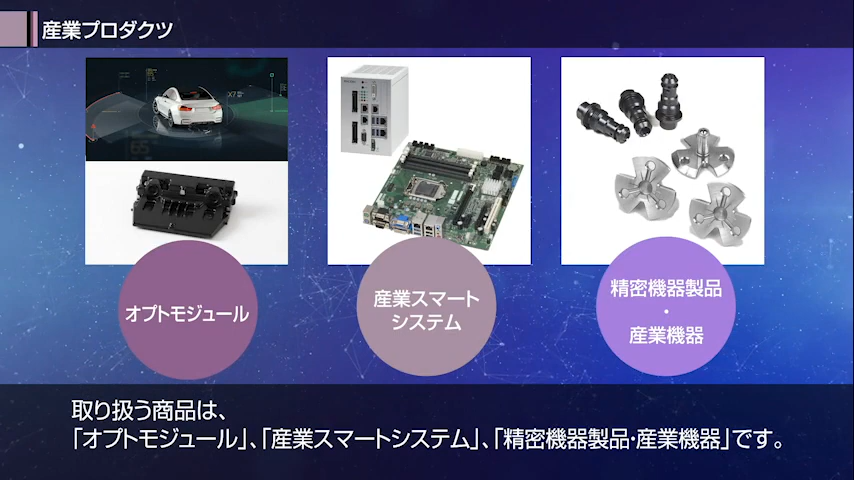 産業プロダクツ
X7
65
オプトモジュール
産業スマート
システム
精密機器製品
・
産業機器
取り扱う商品は、
「オプトモジュール」、「産業スマートシステム」、「精密機器製品・産業機器」です。